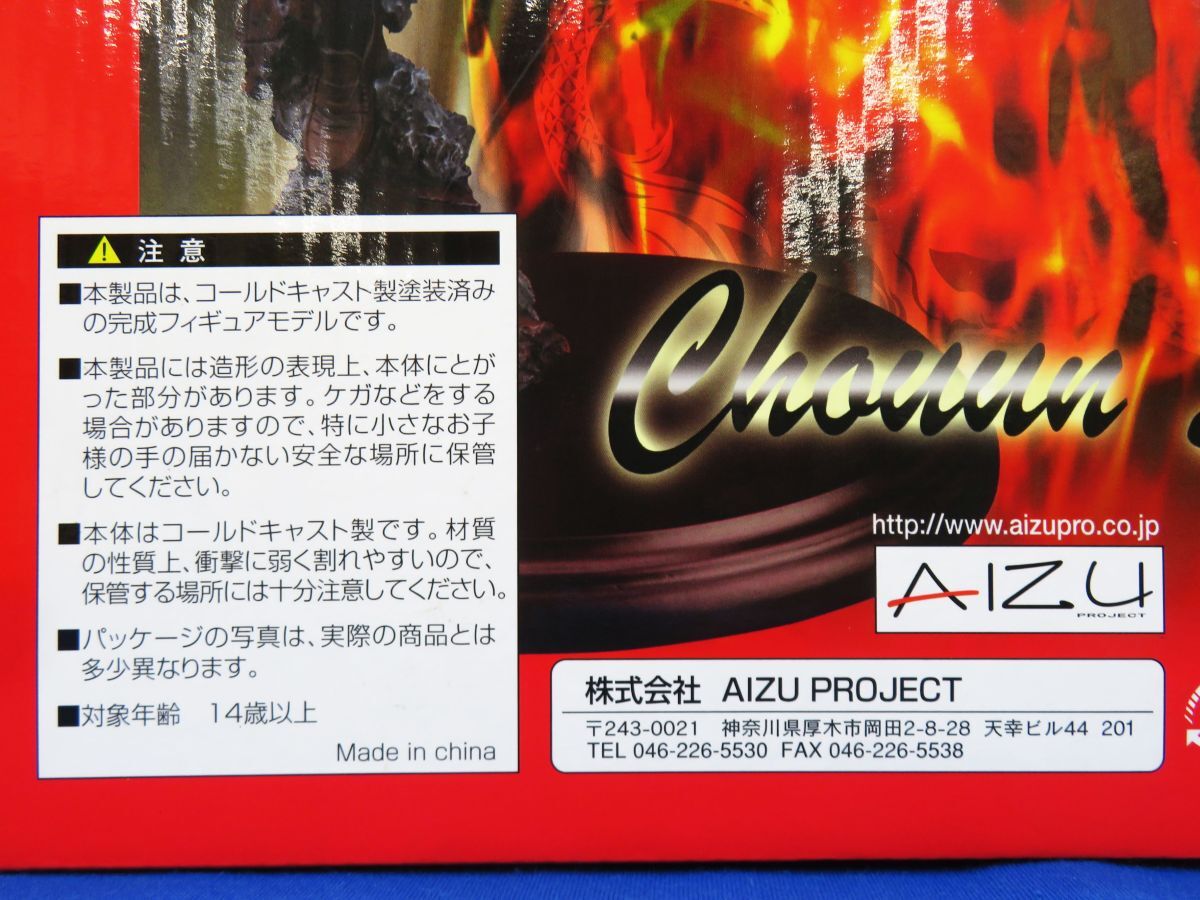 注意
■本製品は、コールドキャスト製塗装済み
の完成フィギュアモデルです。
■本製品には造形の表現上、本体にとが
った部分があります。ケガなどをする
場合がありますので、特に小さなお子
様の手の届かない安全な場所に保管
してください。
■本体はコールドキャスト製です。材質
の性質上、衝撃に弱く割れやすいので、
保管する場所には十分注意してください。
■パッケージの写真は、実際の商品とは
多少異なります。
■対象年齢 14歳以上
Made in china
Chouun
http://www.aizupro.co.jp
AIZU
PROJECT
株式会社 AIZU PROJECT
〒243-0021 神奈川県厚木市岡田2-8-28 天幸ビル44 201
TEL 046-226-5530 FAX 046-226-5538